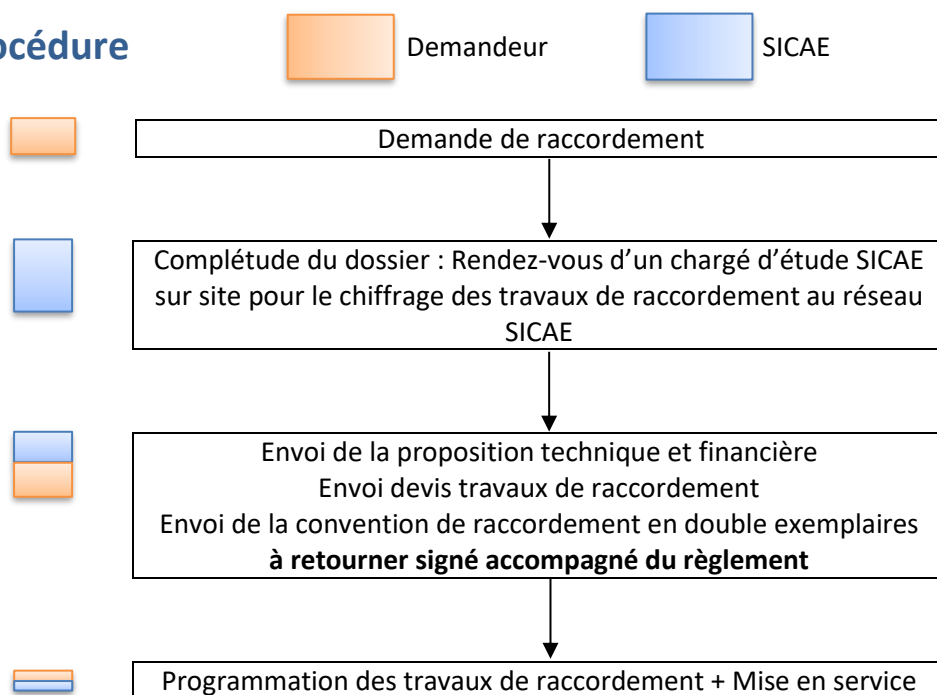 océdure
Demandeur
SICAE
Demande de raccordement
Complétude du dossier : Rendez-vous d’un chargé d’étude SICAE
sur site pour le chiffrage des travaux de raccordement au réseau
SICAE
Envoi de la proposition technique et financière
Envoi devis travaux de raccordement
Envoi de la convention de raccordement en double exemplaires
à retourner signé accompagné du règlement
Programmation des travaux de raccordement + Mise en service